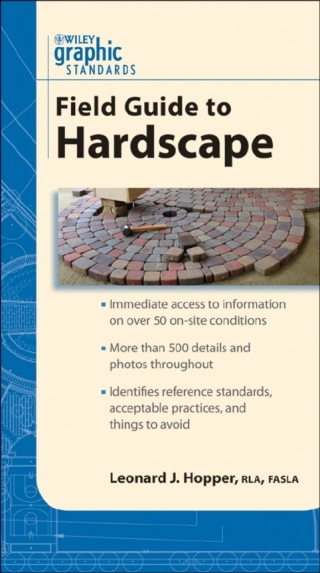 WILEY
graphic
STANDARDS
Field Guide to
Hardscape
▪ Immediate access to information
on over 50 on-site conditions
▪ More than 500 details and
photos throughout
▪ Identifies reference standards,
acceptable practices, and
things to avoid
Leonard J. Hopper, RLA, FASLA